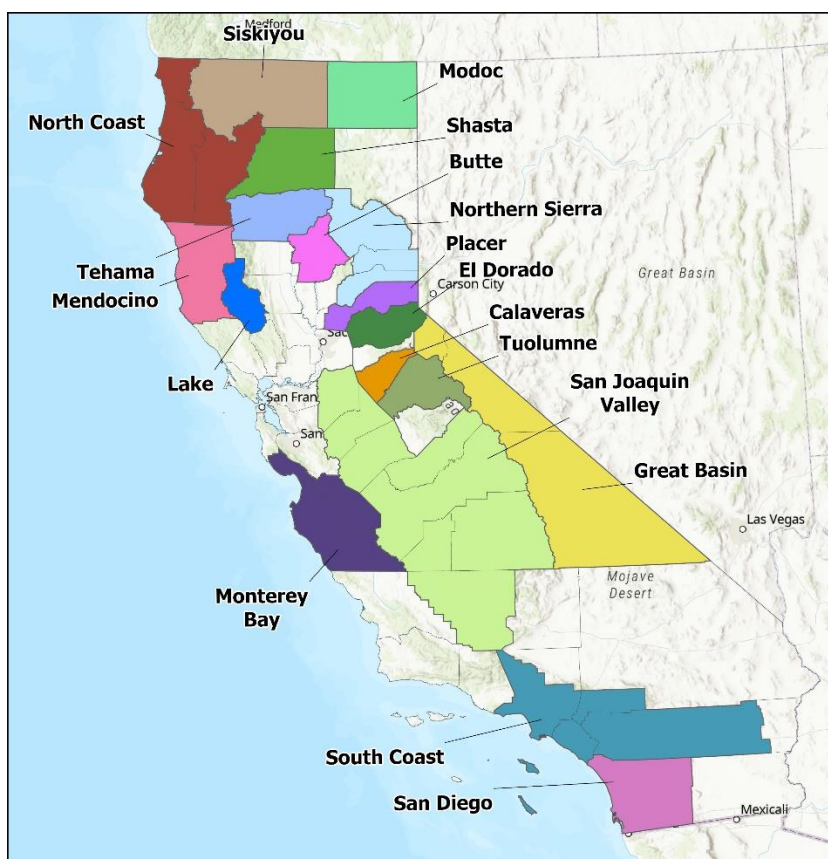 Medford
Siskiyou
Modoc
North Coast
Shasta
Butte
Northern Sierra
Placer
El Dorado
Carson City
Great Basin
Tehama
Mendocino
Calaveras
Tuolumne
Lake
San Fran
San
San Joaquin
Valley
Great Basin
Las Vegas
Mojave
Desert
Monterey
Bay
South Coast
San Diego
Mexicali